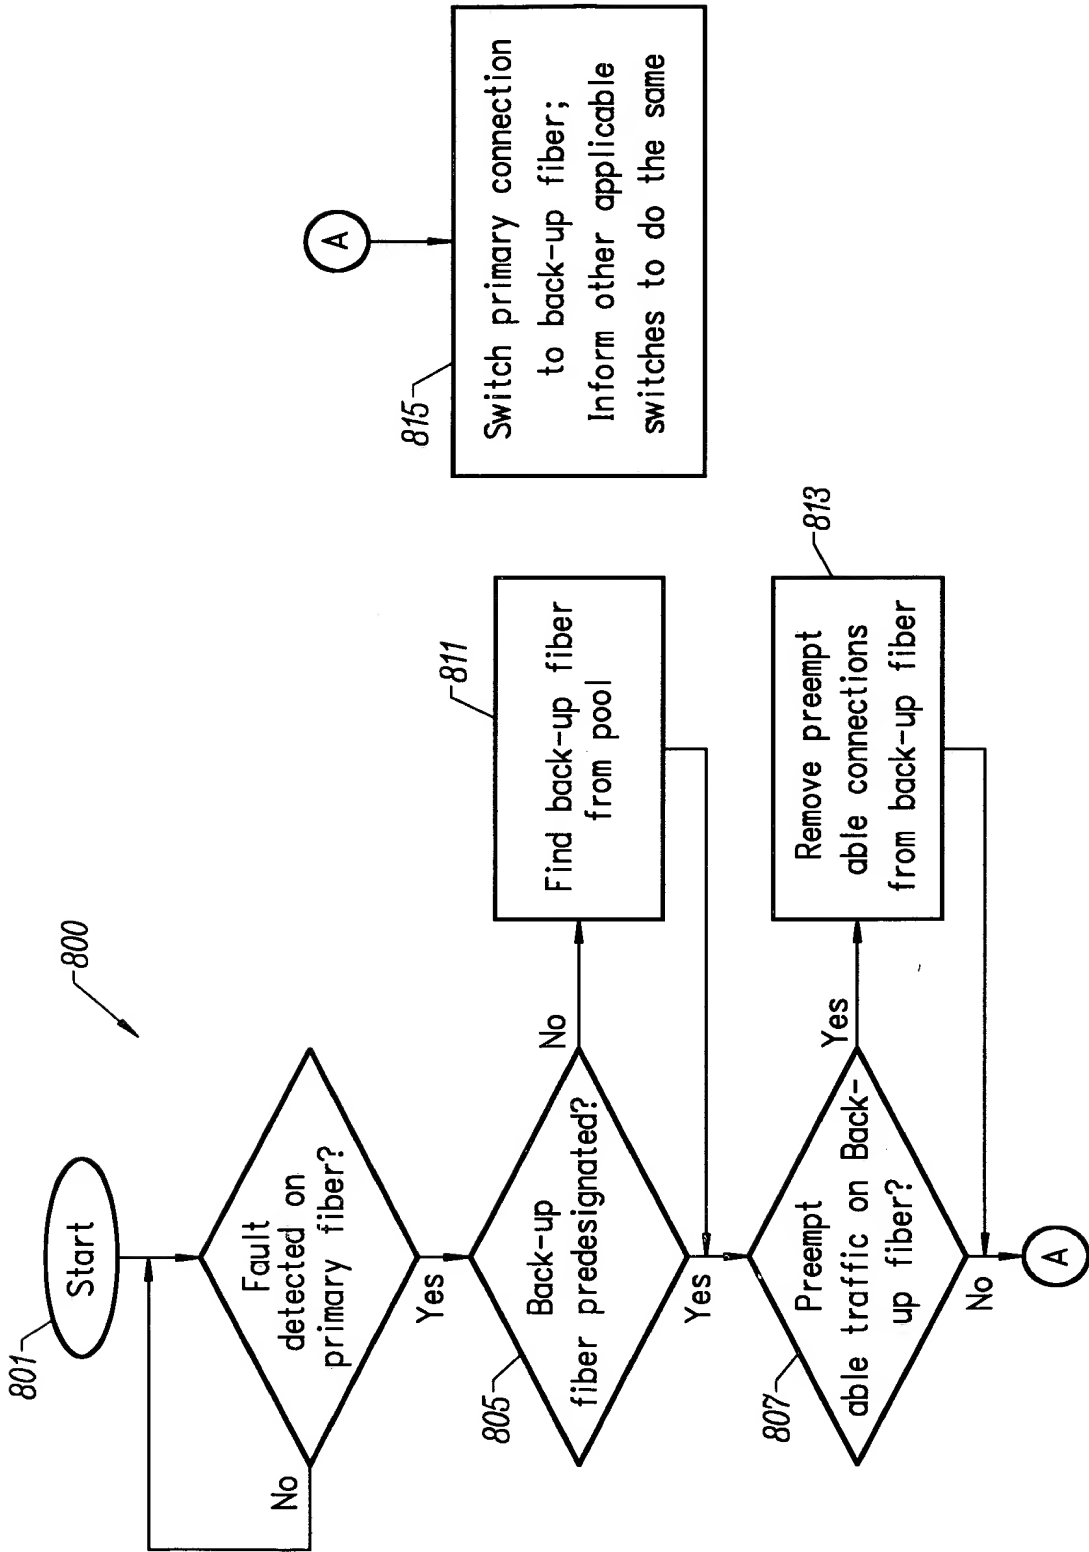 800
801
Start
Fault
detected on
primary fiber?
No
Yes
805
Back-up
fiber predesignated?
No
Yes
811
Find back-up fiber
from pool
807
Preempt
able traffic on Back-
up fiber?
Yes
No
813
Remove preempt
able connections
from back-up fiber
A
A
815
Switch primary connection
to back-up fiber;
Inform other applicable
switches to do the same